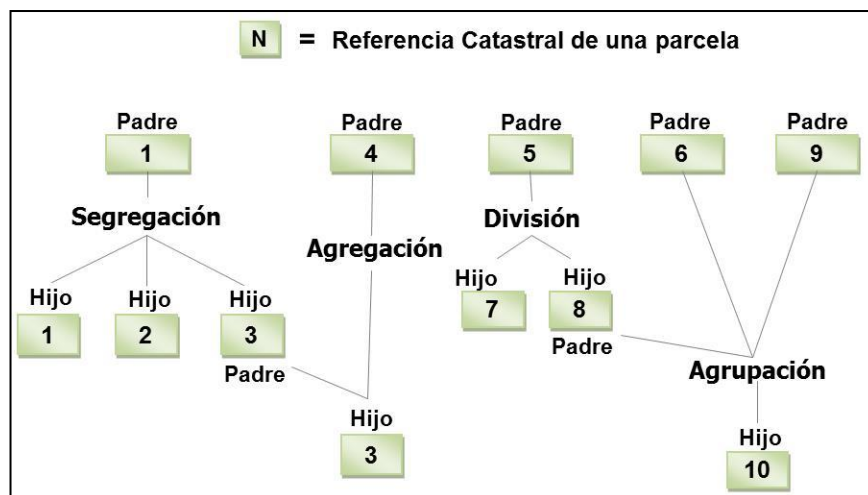 N = Referencia Catastral de una parcela
Padre Padre Padre Padre Padre
1 4 5 6 9
Segregación División
Agregación
Hijo Hijo Hijo Hijo Hijo
1 2 3 7 8
Padre Padre
Agrupación
Hijo Hijo
3 10